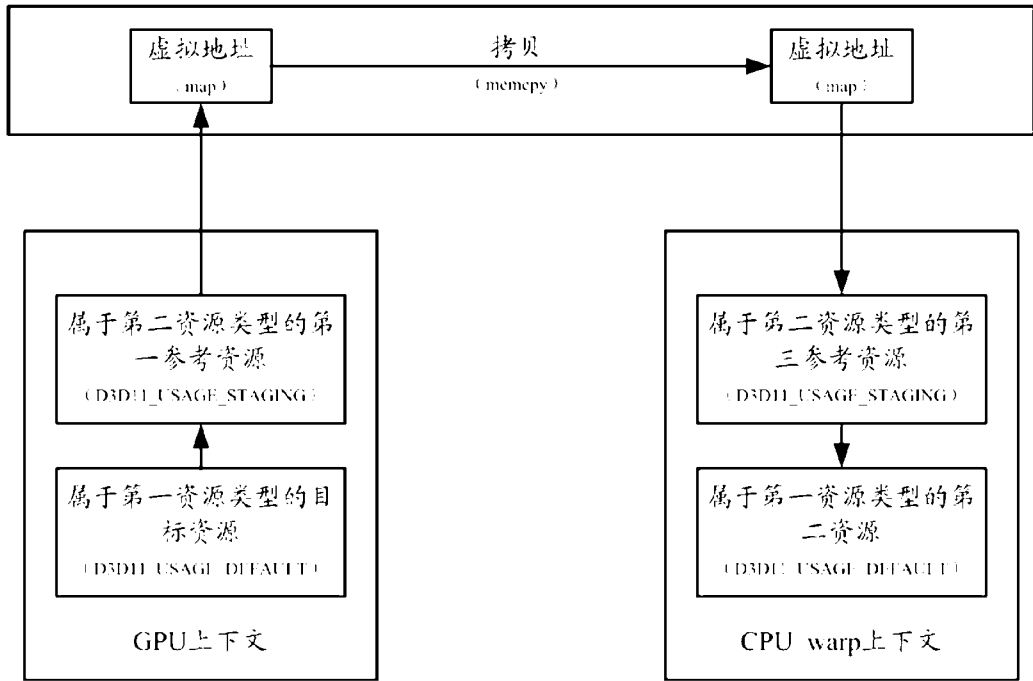 虚拟地址
(map)
拷贝
(memcpy)
虚拟地址
(map)
属于第二资源类型的第
一参考资源
(D3D11_USAGE_STAGING)
属于第一资源类型的目
标资源
(D3D11_USAGE_DEFAULT)
GPU上下文
属于第二资源类型的第
三参考资源
(D3D11_USAGE_STAGING)
属于第一资源类型的第
二资源
(D3D11_USAGE_DEFAULT)
CPU warp上下文